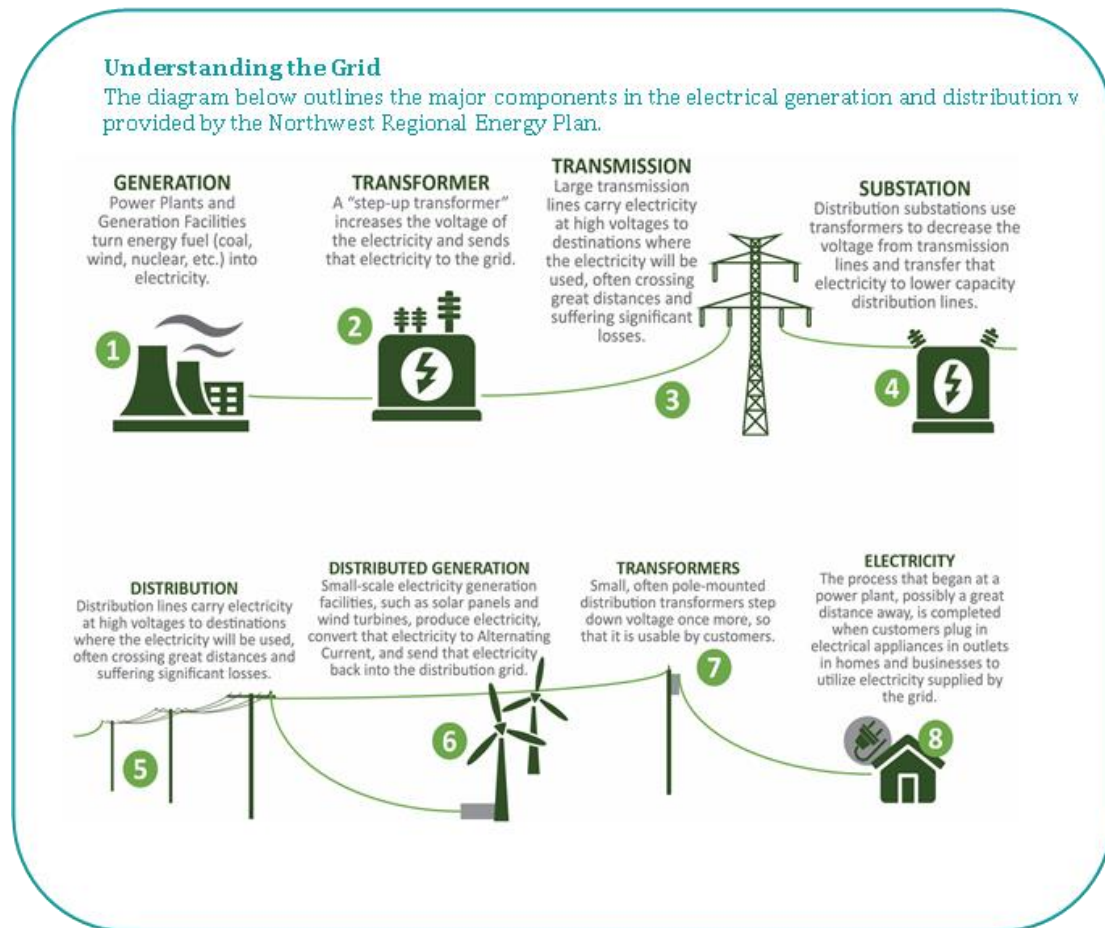 Understanding the Grid
The diagram below outlines the major components in the electrical generation and distribution
provided by the Northwest Regional Energy Plan.
GENERATION
Power Plants and
Generation Facilities
turn energy fuel (coal,
wind, nuclear, etc.) into
electricity.
1
TRANSFORMER
A “step-up transformer”
increases the voltage of
the electricity and sends
that electricity to the grid.
2
TRANSMISSION
Large transmission
lines carry electricity
at high voltages to
destinations where
the electricity will be
used, often crossing
great distances and
suffering significant
losses.
3
SUBSTATION
Distribution substations use
transformers to decrease the
voltage from transmission
lines and transfer that
electricity to lower capacity
distribution lines.
4
DISTRIBUTION
Distribution lines carry electricity
at high voltages to destinations
where the electricity will be used,
often crossing great distances and
suffering significant losses.
5
DISTRIBUTED GENERATION
Small-scale electricity generation
facilities, such as solar panels and
wind turbines, produce electricity,
convert that electricity to Alternating
Current, and send that electricity
back into the distribution grid.
6
TRANSFORMERS
Small, often pole-mounted
distribution transformers step
down voltage once more, so
that it is usable by customers.
7
ELECTRICITY
The process that began at a
power plant, possibly a great
distance away, is completed
when customers plug in
electrical appliances in outlets
in homes and businesses to
utilize electricity supplied by
the grid.
8